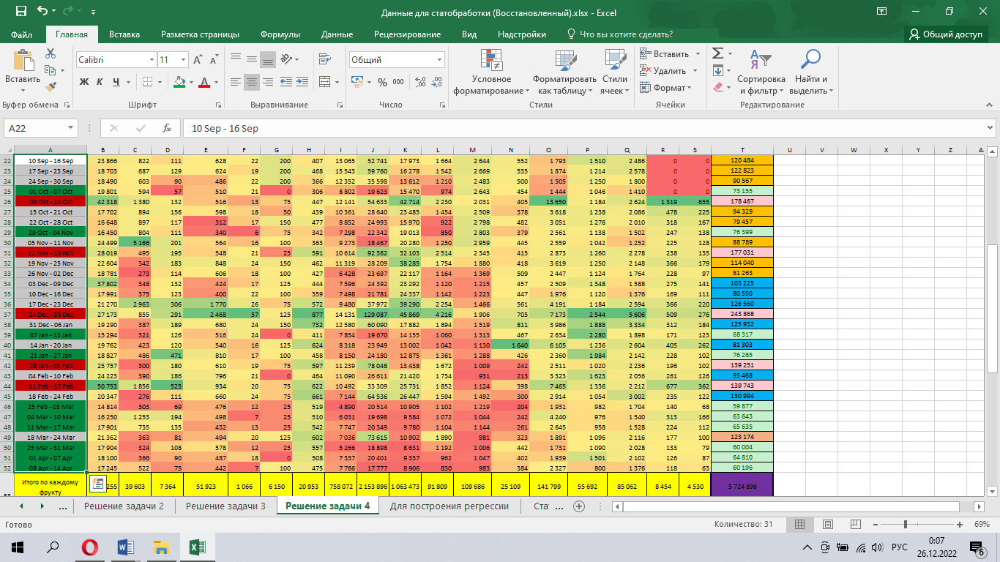 Данные для статобработки (Восстановленный).xlsx - Excel
Файл Главная Вставка Разметка страницы Формулы Данные Рецензирование Вид Надстройки Что вы хотите сделать? Общий доступ
Calibri 11 Общий Вставить
Вставить Условное форматирование Форматировать как таблицу Стили ячеек Удалить Сортировка и фильтр Найти и выделить
Ж К Ч А % 000 Формат
Буфер обмена Шрифт Выравнивание Число Стили Ячейки Редактирование
A22 fx 10 Sep - 16 Sep
A B C D E F G H I J K L M N O P Q R S T U V W X Y Z
22 10 Sep - 16 Sep 23 866 822 111 628 22 200 407 13 065 52 741 17 973 1 664 2 644 552 1 793 1 510 2 486 0 0 120 484
23 17 Sep - 23 Sep 18 703 687 129 624 19 200 468 15 543 59 760 16 278 1 542 2 669 535 1 874 1 214 2 578 0 0 122 823
24 24 Sep - 30 Sep 18 490 603 90 486 22 200 366 12 352 35 598 13 612 1 210 2 483 500 1 505 1 250 1 800 0 0 90 567
25 01 Oct - 07 Oct 19 801 594 57 510 21 0 306 8 802 19 623 15 470 974 2 643 454 1 444 1 046 1 410 0 0 73 155
26 08 Oct - 14 Oct 42 318 1 380 132 516 13 75 447 12 141 54 633 42 714 2 230 2 031 405 13 650 1 184 2 624 1 319 655 178 467
27 15 Oct - 21 Oct 17 702 894 156 598 18 50 439 10 361 28 640 23 485 1 454 2 509 378 3 618 1 238 2 086 478 225 94 329
28 22 Oct - 28 Oct 16 648 897 117 312 17 150 477 8 852 24 993 15 970 922 2 798 482 3 051 1 276 2 010 318 167 79 457
29 29 Oct - 04 Nov 16 450 804 111 340 6 75 342 7 298 22 342 19 013 850 2 803 379 2 561 1 138 1 502 247 138 76 399
30 05 Nov - 11 Nov 24 499 5 166 201 564 16 100 363 9 273 18 467 20 280 1 250 2 959 445 2 559 1 042 1 252 225 128 88 789
31 12 Nov - 18 Nov 28 019 495 195 548 21 25 591 10 614 92 362 32 103 2 514 2 345 415 2 873 1 260 2 278 238 135 177 031
32 19 Nov - 25 Nov 22 604 342 183 848 24 150 462 11 319 28 209 38 285 1 754 1 880 418 3 619 1 250 2 148 366 179 114 040
33 26 Nov - 02 Dec 18 781 273 114 606 18 100 427 6 428 23 697 22 117 1 164 1 369 509 2 447 1 124 1 764 228 97 81 263
34 03 Dec - 09 Dec 37 802 348 132 424 17 125 444 7 596 24 392 23 292 1 120 1 215 457 2 509 1 348 1 588 275 141 103 225
35 10 Dec - 16 Dec 17 991 375 123 400 22 100 359 7 498 21 781 24 337 1 142 1 223 447 1 976 1 120 1 376 169 111 80 550
36 17 Dec - 23 Dec 21 270 2 963 306 1 770 26 75 572 9 480 37 972 39 290 2 254 1 466 561 4 191 1 184 2 594 366 220 126 560
37 24 Dec - 30 Dec 27 173 855 291 2 468 57 125 877 14 131 129 087 45 869 4 216 1 906 705 7 173 2 544 5 606 509 276 243 868
38 31 Dec - 06 Jan 19 290 387 189 680 24 150 732 12 580 60 090 17 882 1 894 1 519 811 3 986 1 888 3 334 312 184 125 932
39 07 Jan - 13 Jan 15 294 321 126 516 24 0 411 7 854 19 670 14 155 1 060 1 313 467 2 634 2 280 1 898 171 123 68 317
40 14 Jan - 20 Jan 19 762 423 120 540 16 125 624 8 318 23 949 13 002 1 042 1 130 1 640 6 105 1 236 2 604 405 262 81 303
41 21 Jan - 27 Jan 18 827 486 471 810 17 100 458 8 150 24 180 12 875 1 361 1 288 426 2 360 1 984 2 142 228 102 76 265
42 28 Jan - 03 Feb 25 757 300 180 610 19 75 597 11 239 78 048 13 438 1 672 1 009 242 2 511 1 020 2 236 196 102 139 251
43 04 Feb - 10 Feb 24 223 390 186 796 21 0 464 11 090 26 611 21 420 1 734 931 213 3 323 1 623 2 056 261 126 95 468
44 11 Feb - 17 Feb 50 753 1 856 525 934 20 75 622 10 492 33 309 25 731 1 852 1 124 398 7 465 1 336 2 212 677 362 139 743
45 18 Feb - 24 Feb 20 347 276 111 660 24 75 661 7 144 64 536 26 447 1 594 1 492 300 2 914 1 054 3 002 235 122 130 994
46 25 Feb - 03 Mar 14 814 303 69 476 12 25 519 4 890 20 514 10 905 1 102 1 219 204 1 931 982 1 704 140 68 59 877
47 04 Mar - 10 Mar 16 250 1 253 194 498 7 25 510 6 031 19 698 9 584 1 072 1 044 242 4 240 976 1 540 313 166 63 643
48 11 Mar - 17 Mar 17 901 735 135 432 13 25 542 7 747 20 349 9 780 1 104 1 144 261 2 645 958 1 528 224 112 65 635
49 18 Mar - 24 Mar 21 362 363 81 494 20 125 602 7 036 73 615 10 902 1 890 981 323 1 891 1 096 2 116 177 100 123 174
50 25 Mar - 31 Mar 17 904 324 108 578 12 25 557 5 266 18 898 8 631 1 192 1 006 442 1 731 1 090 2 028 133 79 60 004
51 01 Apr - 07 Apr 18 100 366 90 487 18 0 508 7 337 20 401 9 337 962 1 047 402 1 939 1 501 2 102 126 87 64 810
52 08 Apr - 14 Apr 17 245 522 75 442 7 100 475 7 766 17 777 8 906 830 983 384 2 327 800 1 376 118 63 60 196
53 Итого по каждому фрукту 255 39 603 7 364 51 923 1 066 6 150 20 953 758 072 2 153 896 1 063 473 91 809 109 686 25 109 141 799 55 692 85 062 8 454 4 530 5 724 896
... Решение задачи 2 Решение задачи 3 Решение задачи 4 Для построения регрессии Ста ...
Готово Количество: 31 69%
РУС 0:07
26.12.2022 6